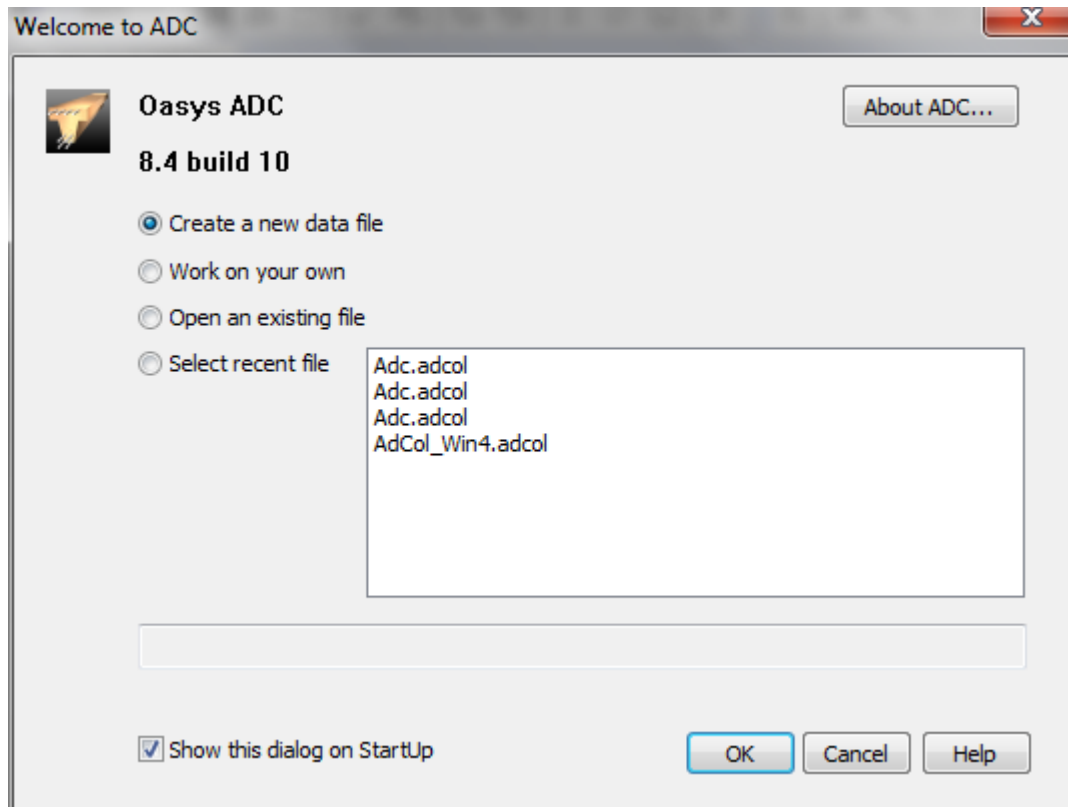 Welcome to ADC
Oasys ADC
About ADC...
8.4 build 10
Create a new data file
Work on your own
Open an existing file
Select recent file
Adc.adcol
Adc.adcol
Adc.adcol
AdCol_Win4.adcol
Show this dialog on StartUp
OK
Cancel
Help